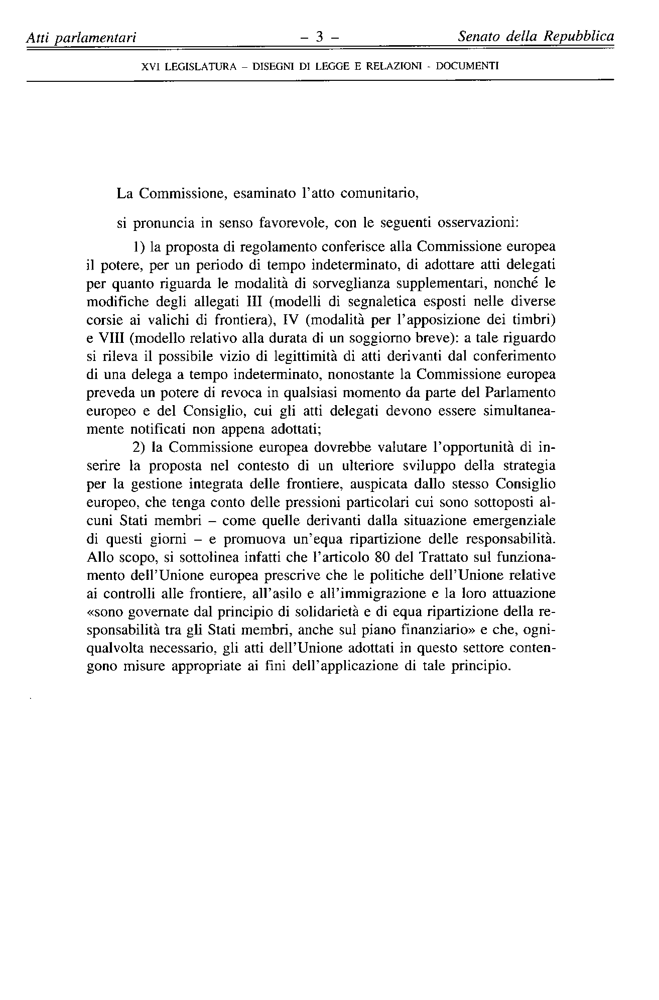 Atti parlamentari – 3 – Senato della Repubblica
XVI LEGISLATURA – DISEGNI DI LEGGE E RELAZIONI - DOCUMENTI
La Commissione, esaminato l'atto comunitario,
si pronuncia in senso favorevole, con le seguenti osservazioni:
1) la proposta di regolamento conferisce alla Commissione europea
il potere, per un periodo di tempo indeterminato, di adottare atti delegati
per quanto riguarda le modalità di sorveglianza supplementari, nonché le
modifiche degli allegati III (modelli di segnaletica esposti nelle diverse
corsie ai valichi di frontiera), IV (modalità per l'apposizione dei timbri)
e VIII (modello relativo alla durata di un soggiorno breve): a tale riguardo
si rileva il possibile vizio di legittimità di atti derivanti dal conferimento
di una delega a tempo indeterminato, nonostante la Commissione europea
preveda un potere di revoca in qualsiasi momento da parte del Parlamento
europeo e del Consiglio, cui gli atti delegati devono essere simultanea-
mente notificati non appena adottati;
2) la Commissione europea dovrebbe valutare l'opportunità di in-
serire la proposta nel contesto di un ulteriore sviluppo della strategia
per la gestione integrata delle frontiere, auspicata dallo stesso Consiglio
europeo, che tenga conto delle pressioni particolari cui sono sottoposti al-
cuni Stati membri – come quelle derivanti dalla situazione emergenziale
di questi giorni – e promuova un'equa ripartizione delle responsabilità.
Allo scopo, si sottolinea infatti che l'articolo 80 del Trattato sul funziona-
mento dell'Unione europea prescrive che le politiche dell'Unione relative
ai controlli alle frontiere, all'asilo e all'immigrazione e la loro attuazione
«sono governate dal principio di solidarietà e di equa ripartizione della re-
sponsabilità tra gli Stati membri, anche sul piano finanziario» e che, ogni-
qualvolta necessario, gli atti dell'Unione adottati in questo settore conten-
gono misure appropriate ai fini dell'applicazione di tale principio.